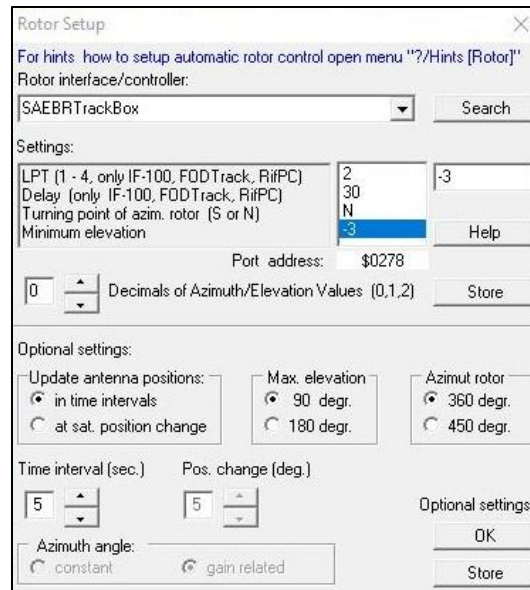 Rotor Setup
For hints how to setup automatic rotor control open menu "?/Hints [Rotor]"
Rotor interface/controller:
SAEBRTrackBox
Search
Settings:
LPT (1 - 4, only IF-100, FODTrack, RifPC)
2
-3
Delay (only IF-100, FODTrack, RifPC)
30
Turning point of azim. rotor (S or N)
N
Minimum elevation
-3
Help
Port address: $0278
0
Decimals of Azimuth/Elevation Values (0,1,2)
Store
Optional settings:
Update antenna positions:
in time intervals
at sat. position change
Max. elevation
90 degr.
180 degr.
Azimut rotor
360 degr.
450 degr.
Time interval (sec.)
5
Pos. change (deg.)
5
Optional settings
OK
Azimuth angle:
constant
gain related
Store